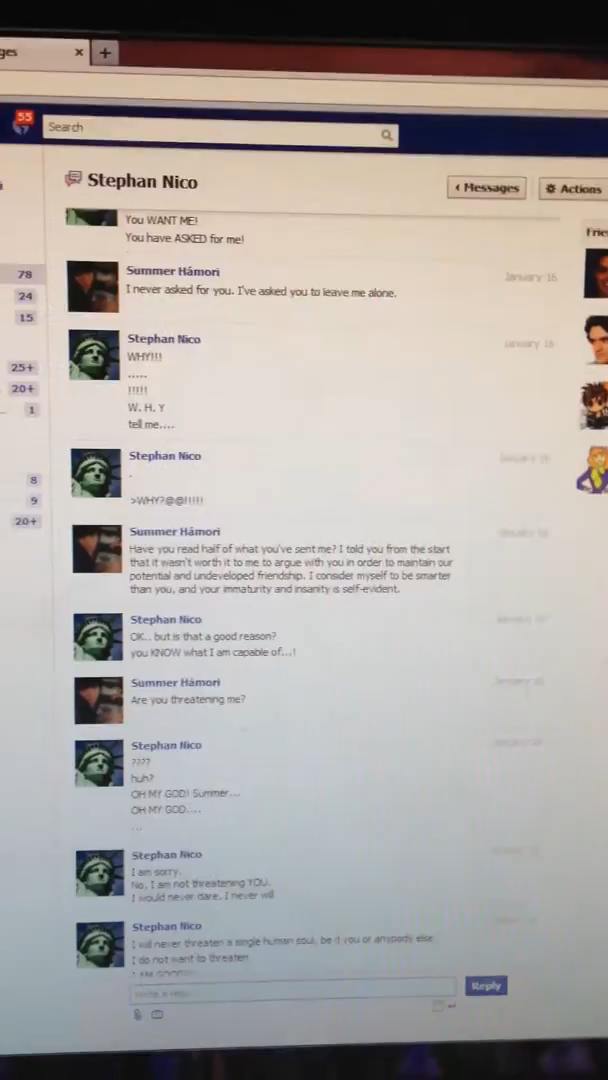 ges
×
+
55
7
Search
Stephan Nico
Messages
Actions
You WANT ME!
You have ASKED for me!
Frie
78
Summer Hámori
January 16
I never asked for you. I've asked you to leave me alone.
24
15
Stephan Nico
January 16
WHY!!!
25+
.....
20+
!!!!!
1
W. H. Y
tell me....
Stephan Nico
.
8
>WHY?@@!!!!!
9
20+
Summer Hámori
Have you read half of what you've sent me? I told you from the start
that it wasn't worth it to me to argue with you in order to maintain our
potential and undeveloped friendship. I consider myself to be smarter
than you, and your immaturity and insanity is self-evident.
Stephan Nico
OK.. but is that a good reason?
you KNOW what I am capable of...!
Summer Hámori
Are you threatening me?
Stephan Nico
????
huh?
OH MY GOD! Summer...
OH MY GOD....
...
Stephan Nico
I am sorry.
No, I am not threatening YOU.
I would never dare, I never will
Stephan Nico
I will never threaten a single human soul, be it you or anybody else
I do not want to threaten
I AM
Write a
Reply